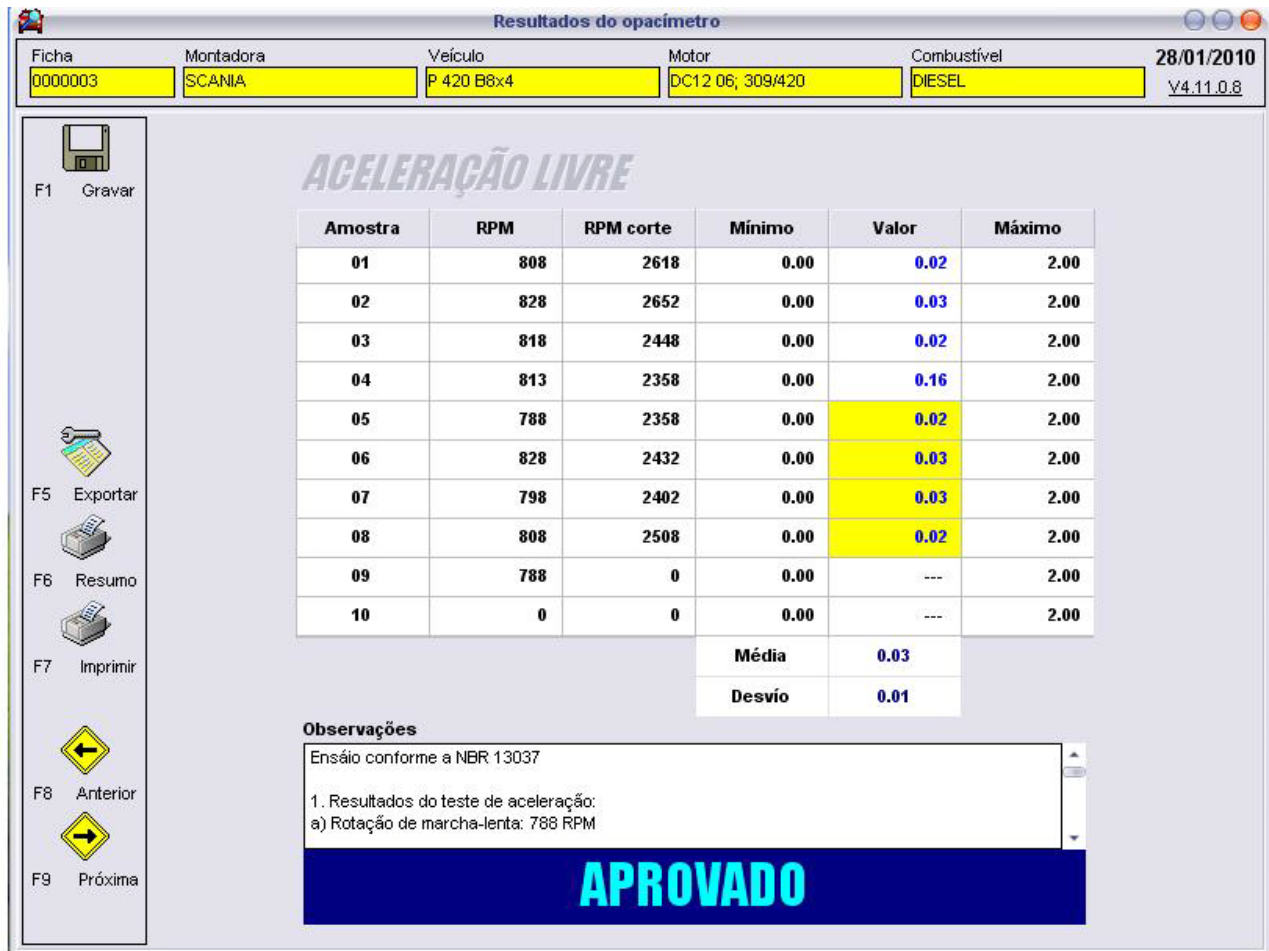 Resultados do opacímetro
Ficha Montadora Veículo Motor Combustível 28/01/2010
0000003 SCANIA P 420 B8x4 DC12 06; 309/420 DIESEL V4.11.0.8
F1 Gravar
ACELERAÇÃO LIVRE
Amostra RPM RPM corte Mínimo Valor Máximo
01 808 2618 0.00 0.02 2.00
02 828 2652 0.00 0.03 2.00
03 818 2448 0.00 0.02 2.00
04 813 2358 0.00 0.16 2.00
05 788 2358 0.00 0.02 2.00
06 828 2432 0.00 0.03 2.00
F5 Exportar
07 798 2402 0.00 0.03 2.00
08 808 2508 0.00 0.02 2.00
F6 Resumo
09 788 0 0.00 --- 2.00
10 0 0 0.00 --- 2.00
F7 Imprimir
Média 0.03
Desvío 0.01
Observações
Ensáio conforme a NBR 13037
F8 Anterior
1. Resultados do teste de aceleração:
a) Rotação de marcha-lenta: 788 RPM
F9 Próxima
APROVADO